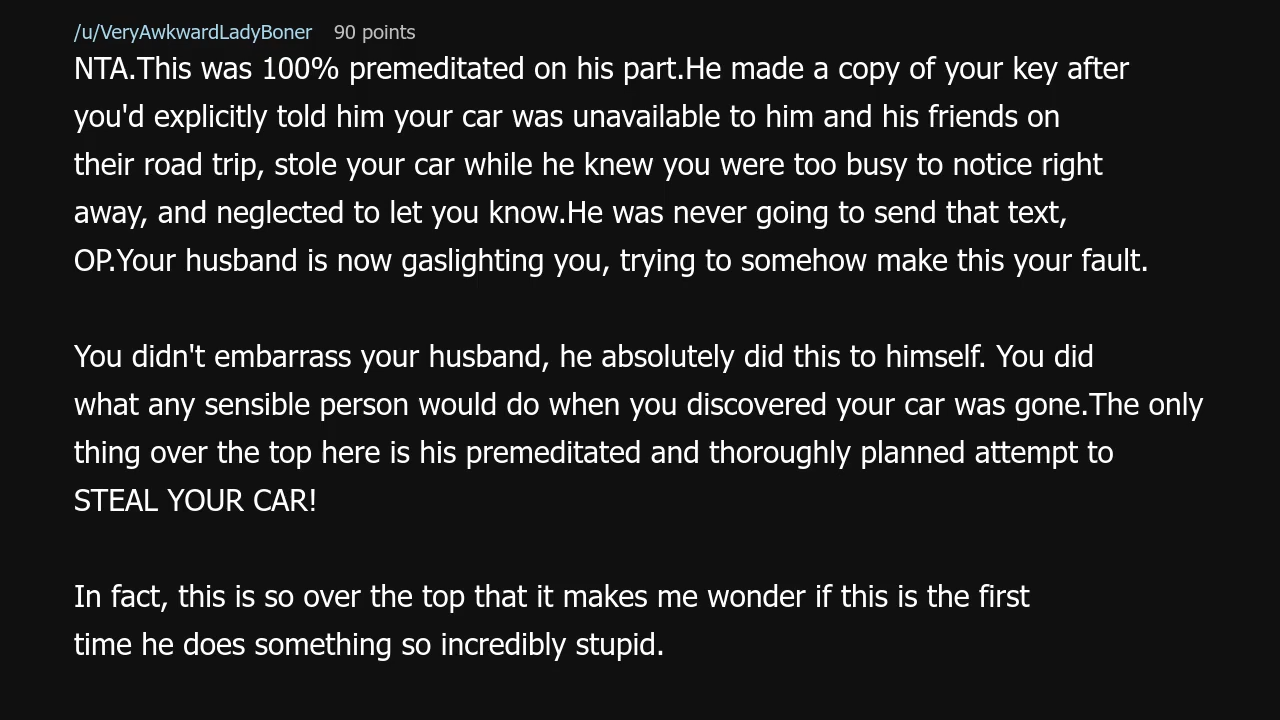 /u/VeryAwkwardLadyBoner 90 points
NTA.This was 100% premeditated on his part.He made a copy of your key after
you'd explicitly told him your car was unavailable to him and his friends on
their road trip, stole your car while he knew you were too busy to notice right
away, and neglected to let you know.He was never going to send that text,
OP.Your husband is now gaslighting you, trying to somehow make this your fault.
You didn't embarrass your husband, he absolutely did this to himself. You did
what any sensible person would do when you discovered your car was gone.The only
thing over the top here is his premeditated and thoroughly planned attempt to
STEAL YOUR CAR!
In fact, this is so over the top that it makes me wonder if this is the first
time he does something so incredibly stupid.